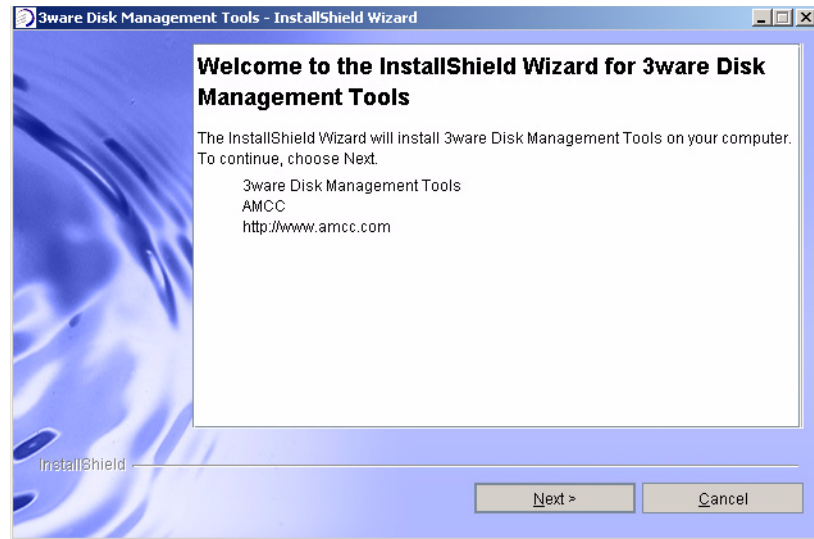 3ware Disk Management Tools - InstallShield Wizard
Welcome to the InstallShield Wizard for 3ware Disk
Management Tools
The InstallShield Wizard will install 3ware Disk Management Tools on your computer.
To continue, choose Next.
3ware Disk Management Tools
AMCC
http://www.amcc.com
InstallShield
Next >
Cancel